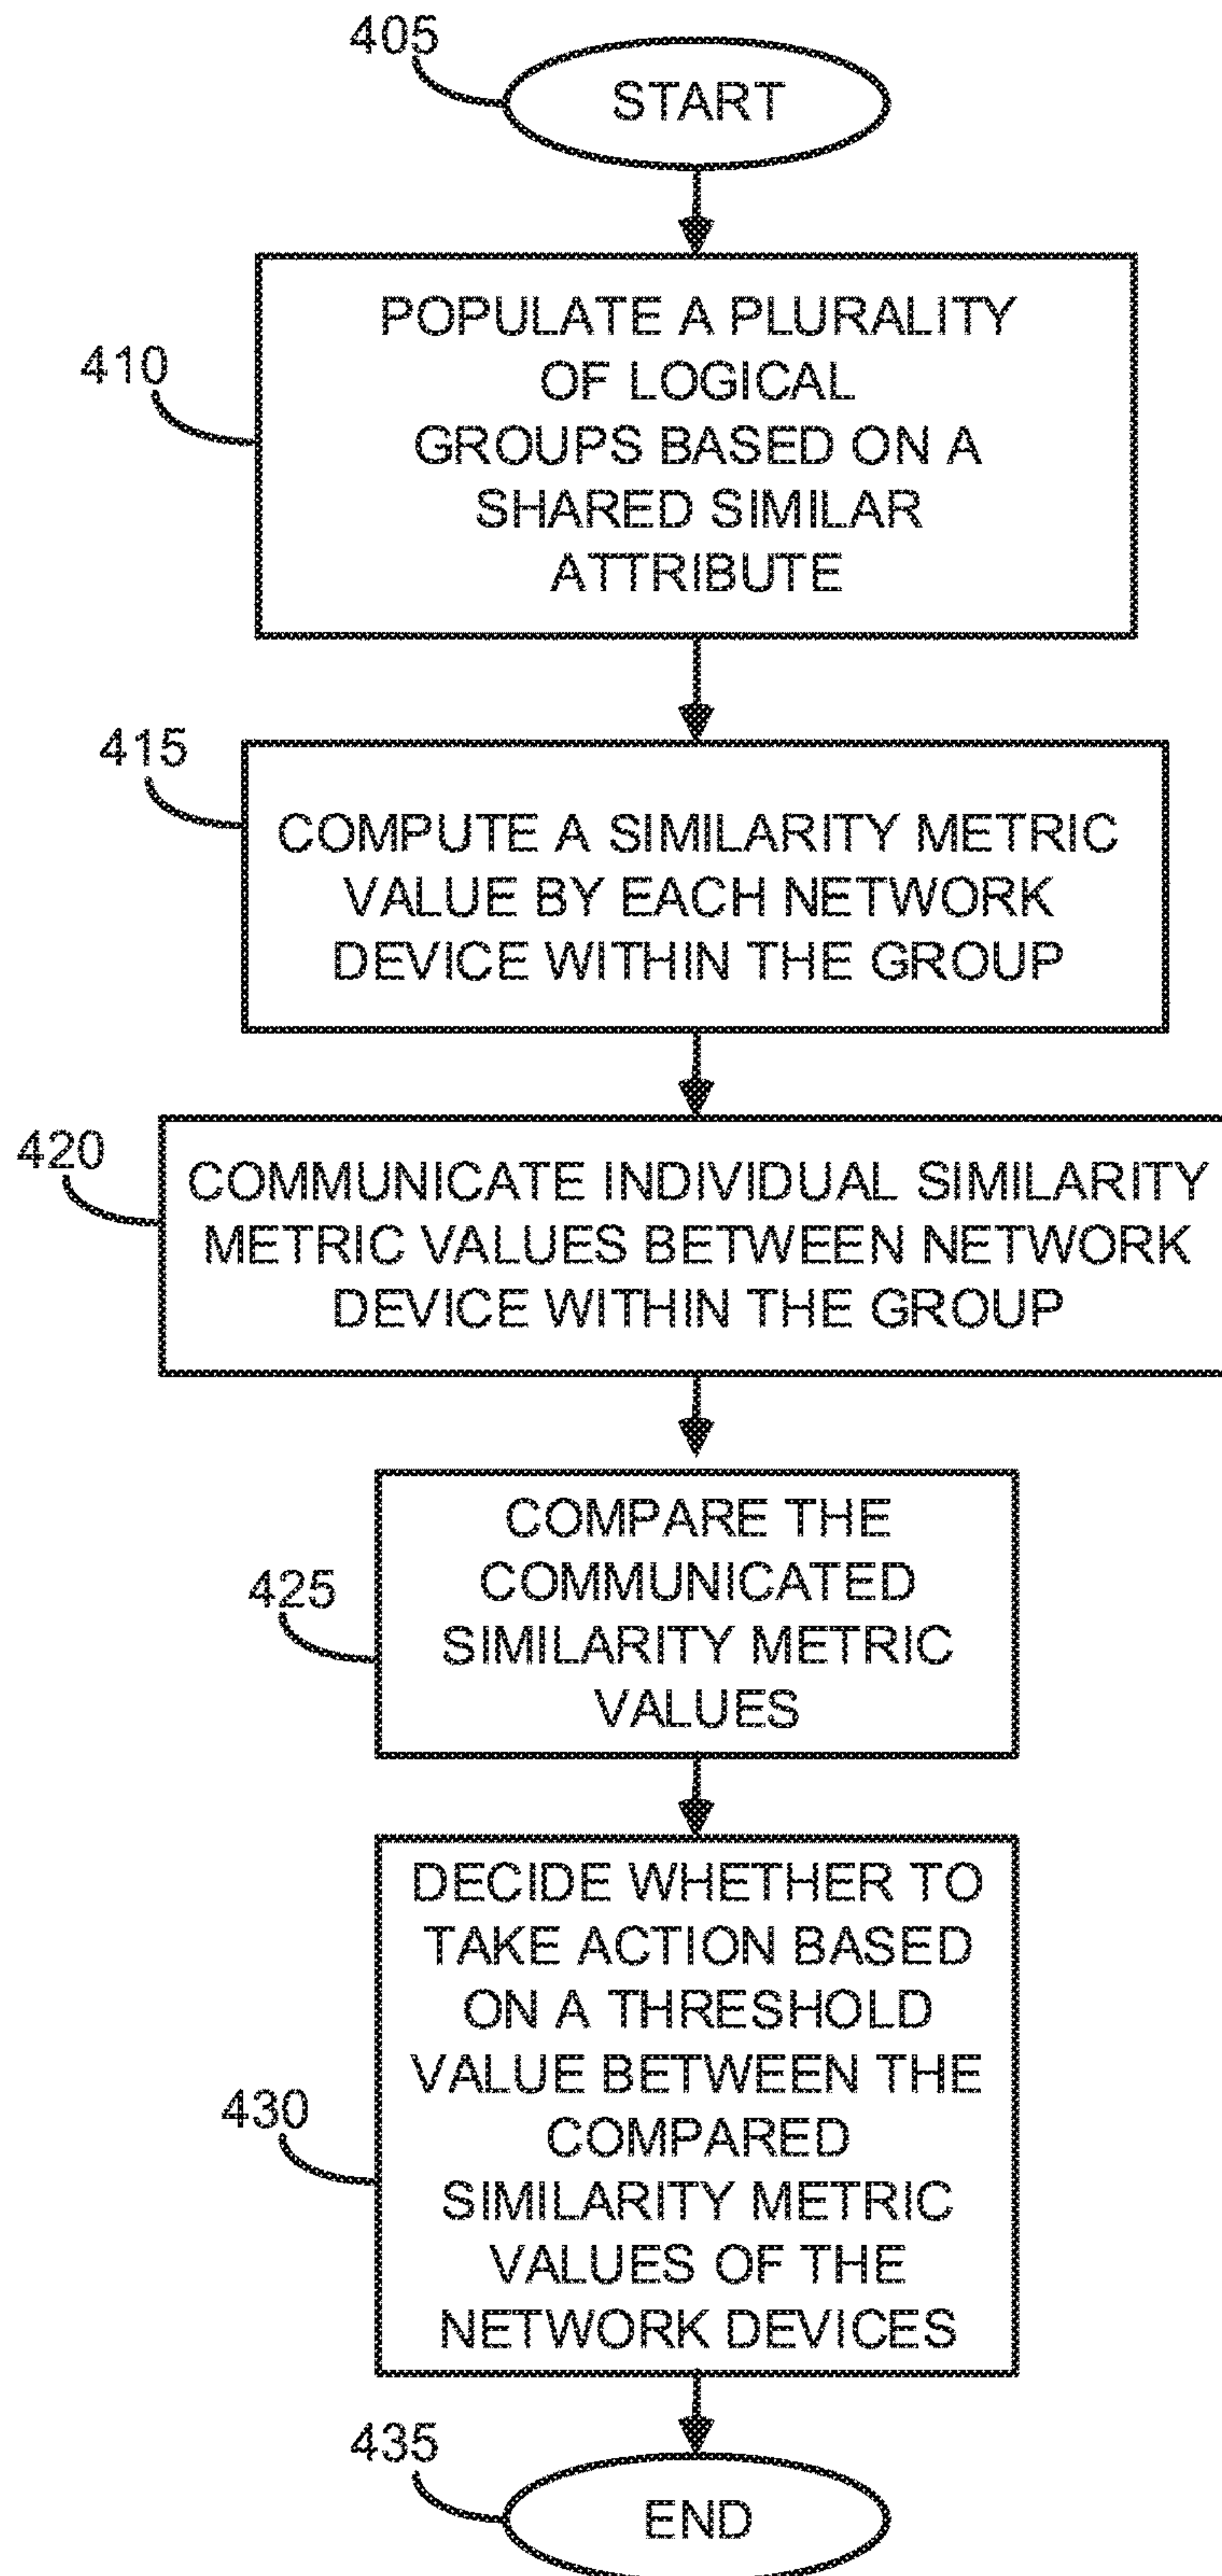 405
START
410
POPULATE A PLURALITY
OF LOGICAL
GROUPS BASED ON A
SHARED SIMILAR
ATTRIBUTE
415
COMPUTE A SIMILARITY METRIC
VALUE BY EACH NETWORK
DEVICE WITHIN THE GROUP
420
COMMUNICATE INDIVIDUAL SIMILARITY
METRIC VALUES BETWEEN NETWORK
DEVICE WITHIN THE GROUP
425
COMPARE THE
COMMUNICATED
SIMILARITY METRIC
VALUES
430
DECIDE WHETHER TO
TAKE ACTION BASED
ON A THRESHOLD
VALUE BETWEEN THE
COMPARED
SIMILARITY METRIC
VALUES OF THE
NETWORK DEVICES
435
END